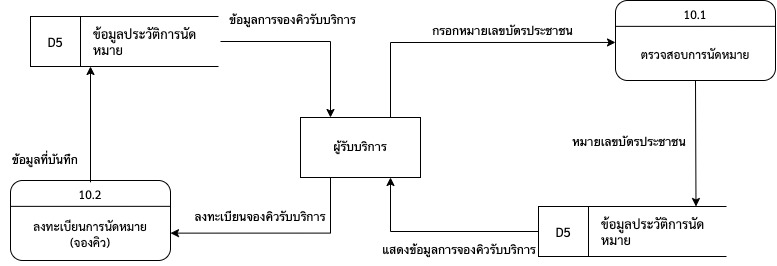 10.1
ข้อมูลการจองคิวรับบริการ
กรอกหมายเลขบัตรประชาชน
D5
ข้อมูลประวัติการนัด
หมาย
ตรวจสอบการนัดหมาย
ผู้รับบริการ
หมายเลขบัตรประชาชน
ข้อมูลที่บันทึก
10.2
ลงทะเบียนการนัดหมาย
(จองคิว)
ลงทะเบียนจองคิวรับบริการ
แสดงข้อมูลการจองคิวรับบริการ
D5
ข้อมูลประวัติการนัด
หมาย